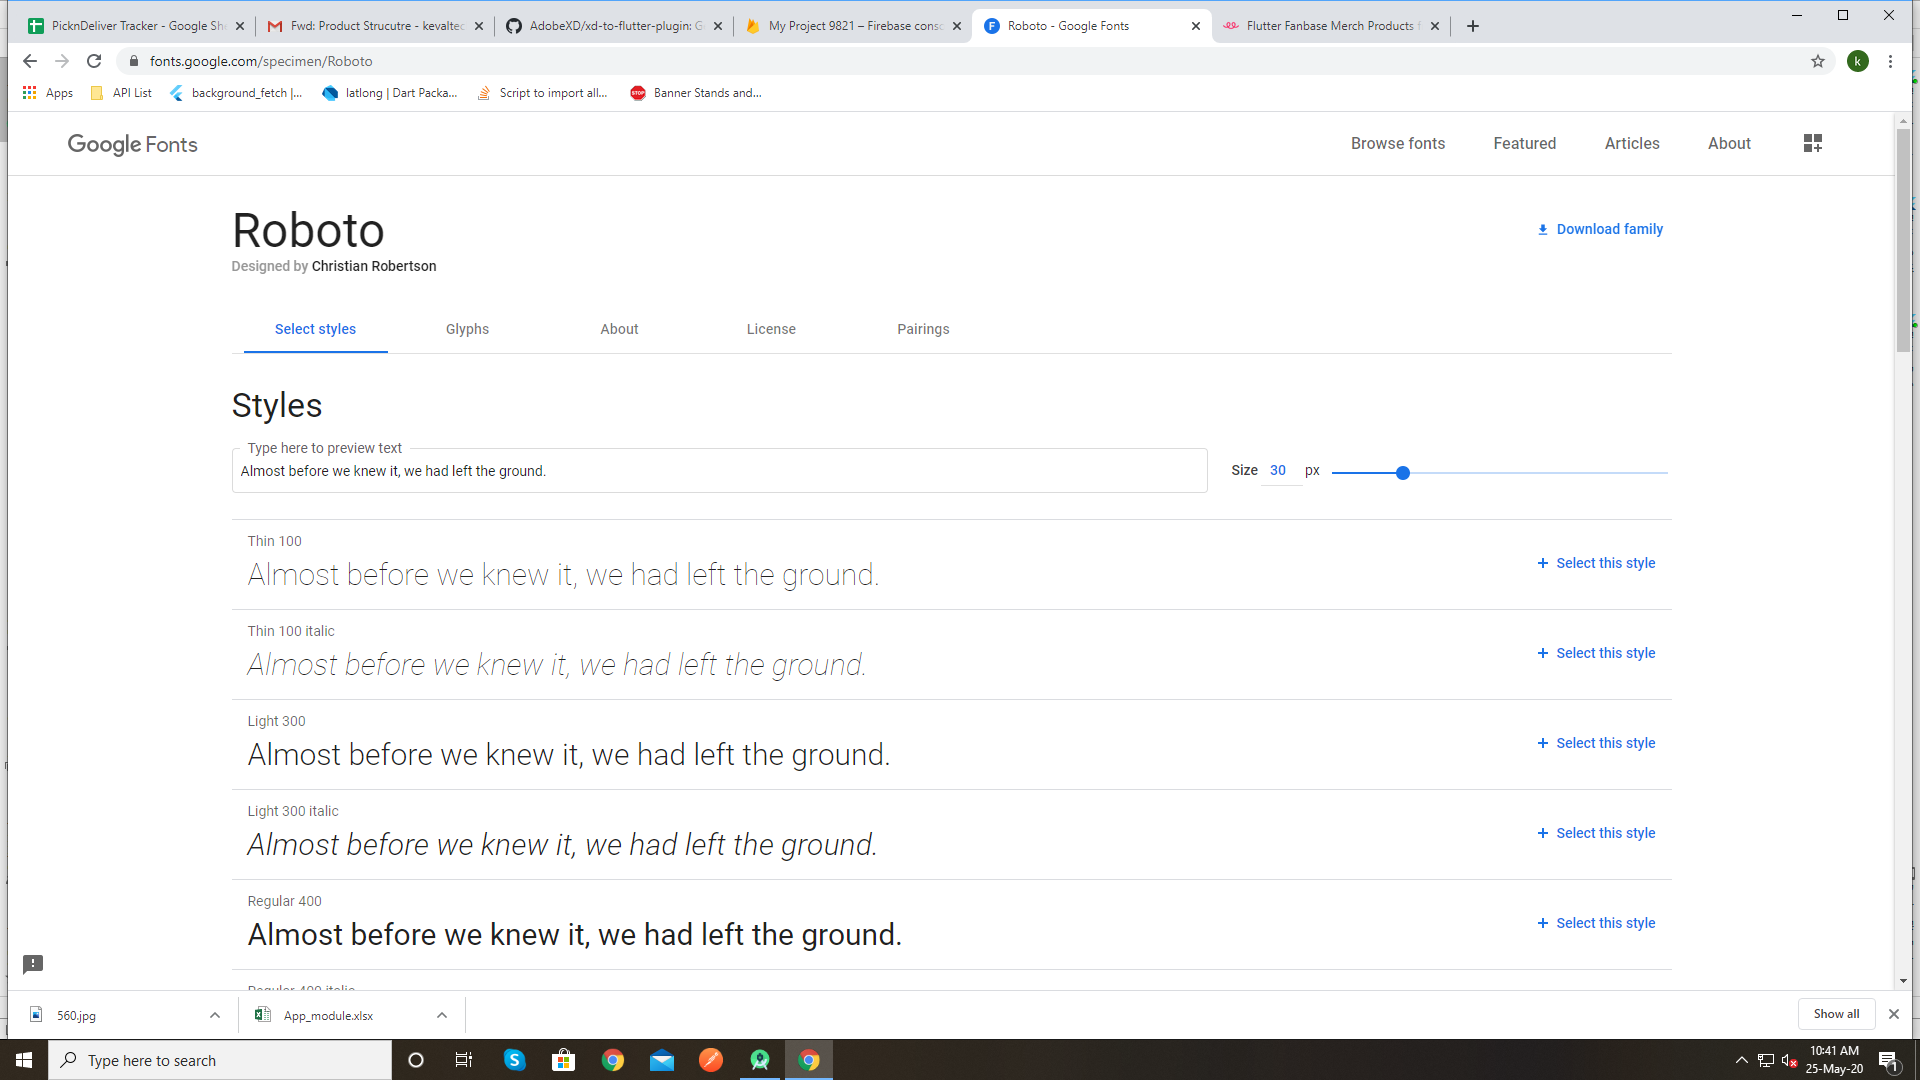 PicknDeliver Tracker - Google She
Fwd: Product Strucutre - kevaltec
AdobeXD/xd-to-flutter-plugin: G
My Project 9821 – Firebase conso
Roboto - Google Fonts
Flutter Fanbase Merch Products f
fonts.google.com/specimen/Roboto
k
Apps
API List
background_fetch |...
latlong | Dart Packa...
Script to import all...
STOP
Banner Stands and...
Google Fonts
Browse fonts
Featured
Articles
About
Roboto
Download family
Designed by Christian Robertson
Select styles
Glyphs
About
License
Pairings
Styles
Type here to preview text
Almost before we knew it, we had left the ground.
Size 30 px
Thin 100
Almost before we knew it, we had left the ground.
+ Select this style
Thin 100 italic
Almost before we knew it, we had left the ground.
+ Select this style
Light 300
Almost before we knew it, we had left the ground.
+ Select this style
Light 300 italic
Almost before we knew it, we had left the ground.
+ Select this style
Regular 400
Almost before we knew it, we had left the ground.
+ Select this style
Regular 400 italic
560.jpg
App_module.xlsx
Show all
Type here to search
10:41 AM
25-May-20
1